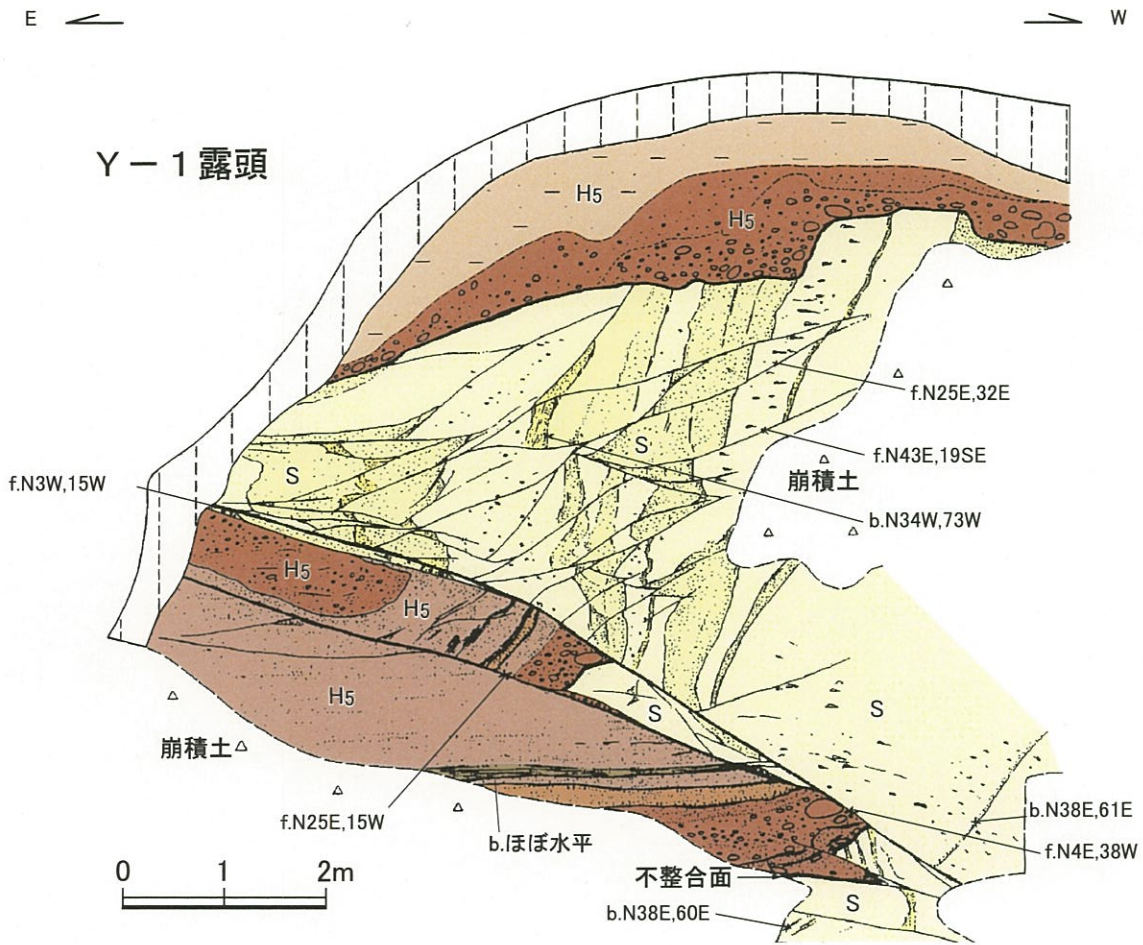 E
W
Y－1露頭
H5
H5
f.N25E,32E
S
f.N43E,19SE
崩積土
S
f.N3W,15W
b.N34W,73W
H5
H5
H5
S
S
崩積土
b.N38E,61E
f.N25E,15W
b.ほぼ水平
f.N4E,38W
0 1 2m
不整合面
S
b.N38E,60E